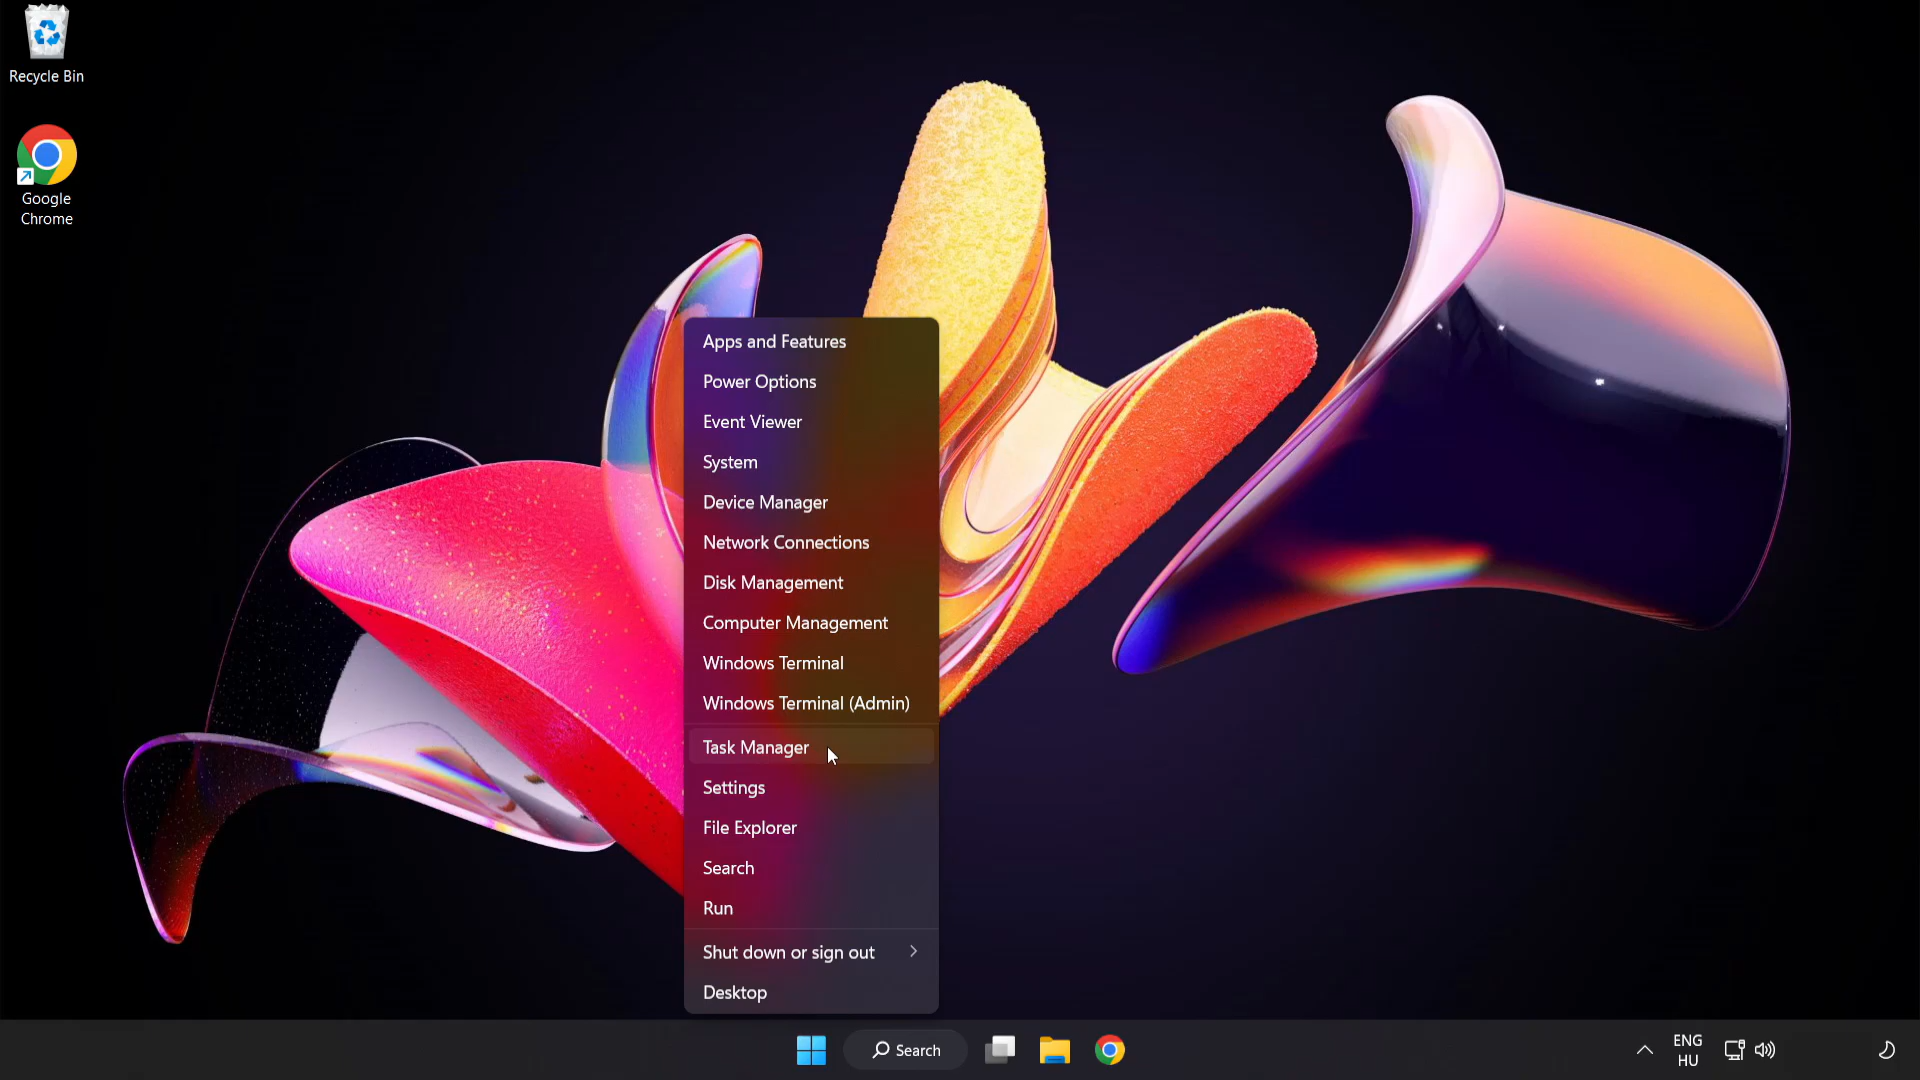 Recycle Bin
Google
Chrome
Apps and Features
Power Options
Event Viewer
System
Device Manager
Network Connections
Disk Management
Computer Management
Windows Terminal
Windows Terminal (Admin)
Task Manager
Settings
File Explorer
Search
Run
Shut down or sign out
Desktop
Search
ENG
HU